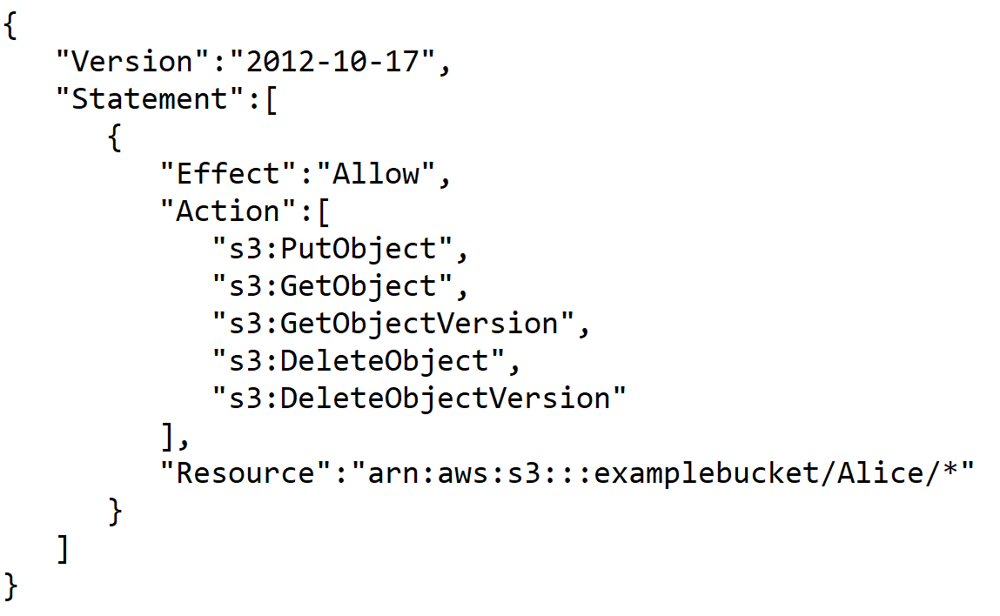 {
   "Version":"2012-10-17",
   "Statement":[
      {
         "Effect":"Allow",
         "Action":[
            "s3:PutObject",
            "s3:GetObject",
            "s3:GetObjectVersion",
            "s3:DeleteObject",
            "s3:DeleteObjectVersion"
         ],
         "Resource":"arn:aws:s3:::examplebucket/Alice/*"
      }
   ]
}